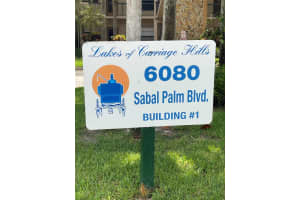 Lakes of Carriage Hills
6080
Sabal Palm Blvd.
BUILDING #1